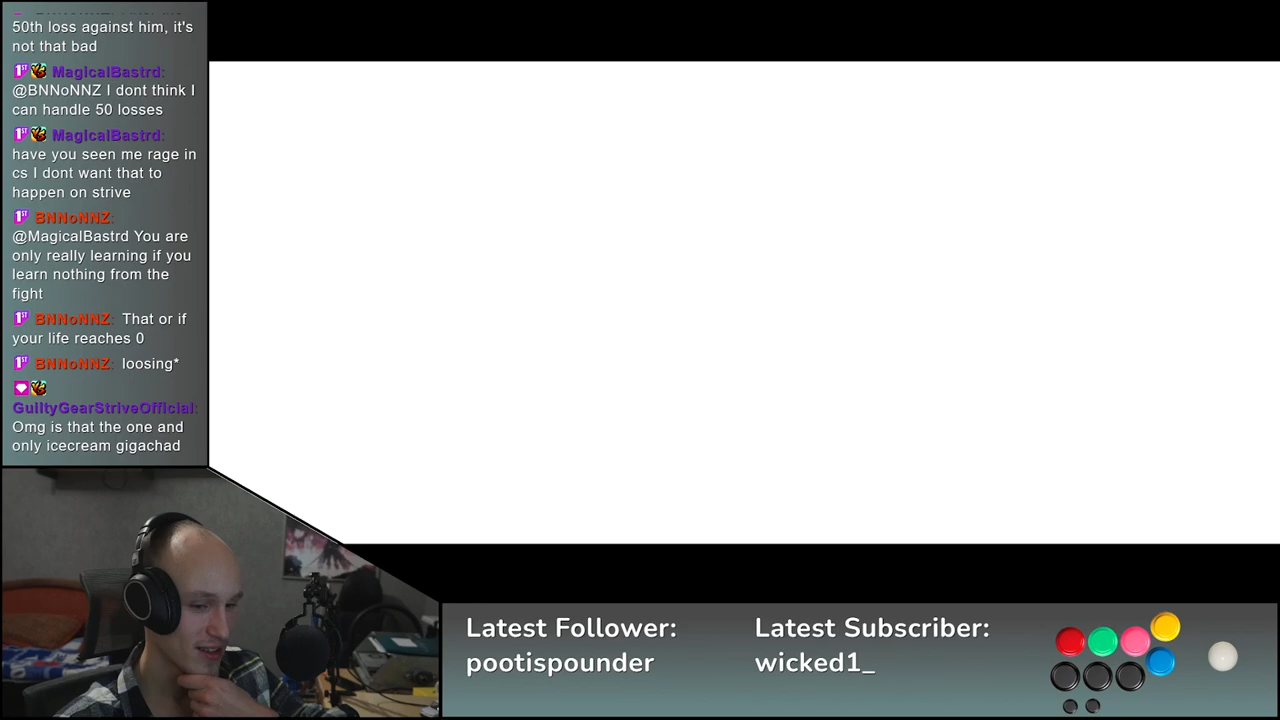 50th loss against him, it's
not that bad
MagicalBastrd:
@BNNoNNZ I dont think I
can handle 50 losses
MagicalBastrd:
have you seen me rage in
cs I dont want that to
happen on strive
BNNoNNZ:
@MagicalBastrd You are
only really learning if you
learn nothing from the
fight
BNNoNNZ: That or if
your life reaches 0
BNNoNNZ: loosing*
GuiltyGearStriveOfficial:
Omg is that the one and
only icecream gigachad
Latest Follower:
pootispounder
Latest Subscriber:
wicked1_